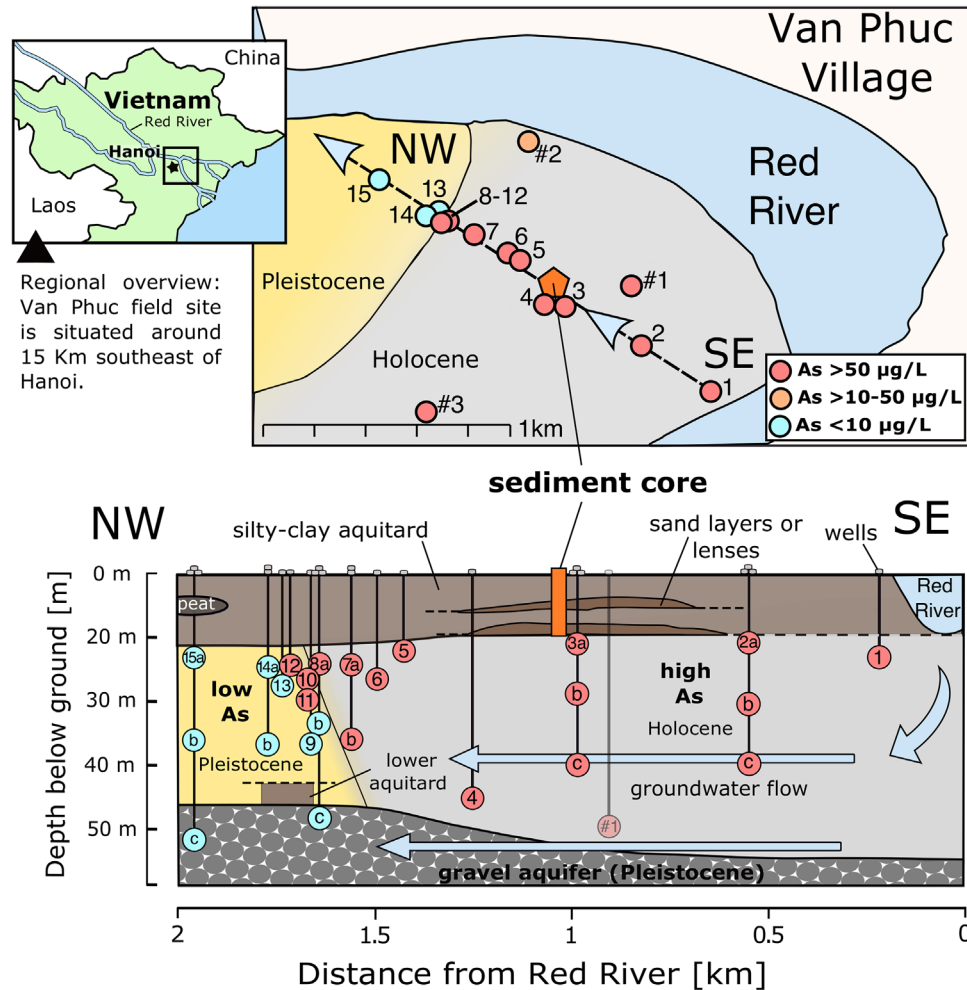 Van Phuc
Village
China
Vietnam
Red River
Hanoi
Laos
Regional overview:
Van Phuc field site
is situated around
15 Km southeast of
Hanoi.
NW
#2
Red
River
15
13
8-12
14
7
6
5
Pleistocene
#1
4
3
2
SE
Holocene
1
#3
1km
As >50 µg/L
As >10-50 µg/L
As <10 µg/L
sediment core
NW
SE
silty-clay aquitard
sand layers or
lenses
wells
Depth below ground [m]
0 m
20 m
30 m
40 m
50 m
peat
Red
River
15a
14a
12
8a
7a
5
3a
2a
1
13
10
6
11
low
As
high
As
b
b
b
Holocene
b
b
9
b
Pleistocene
lower
aquitard
c
c
groundwater flow
4
c
c
#1
gravel aquifer (Pleistocene)
2
1.5
1
0.5
0
Distance from Red River [km]